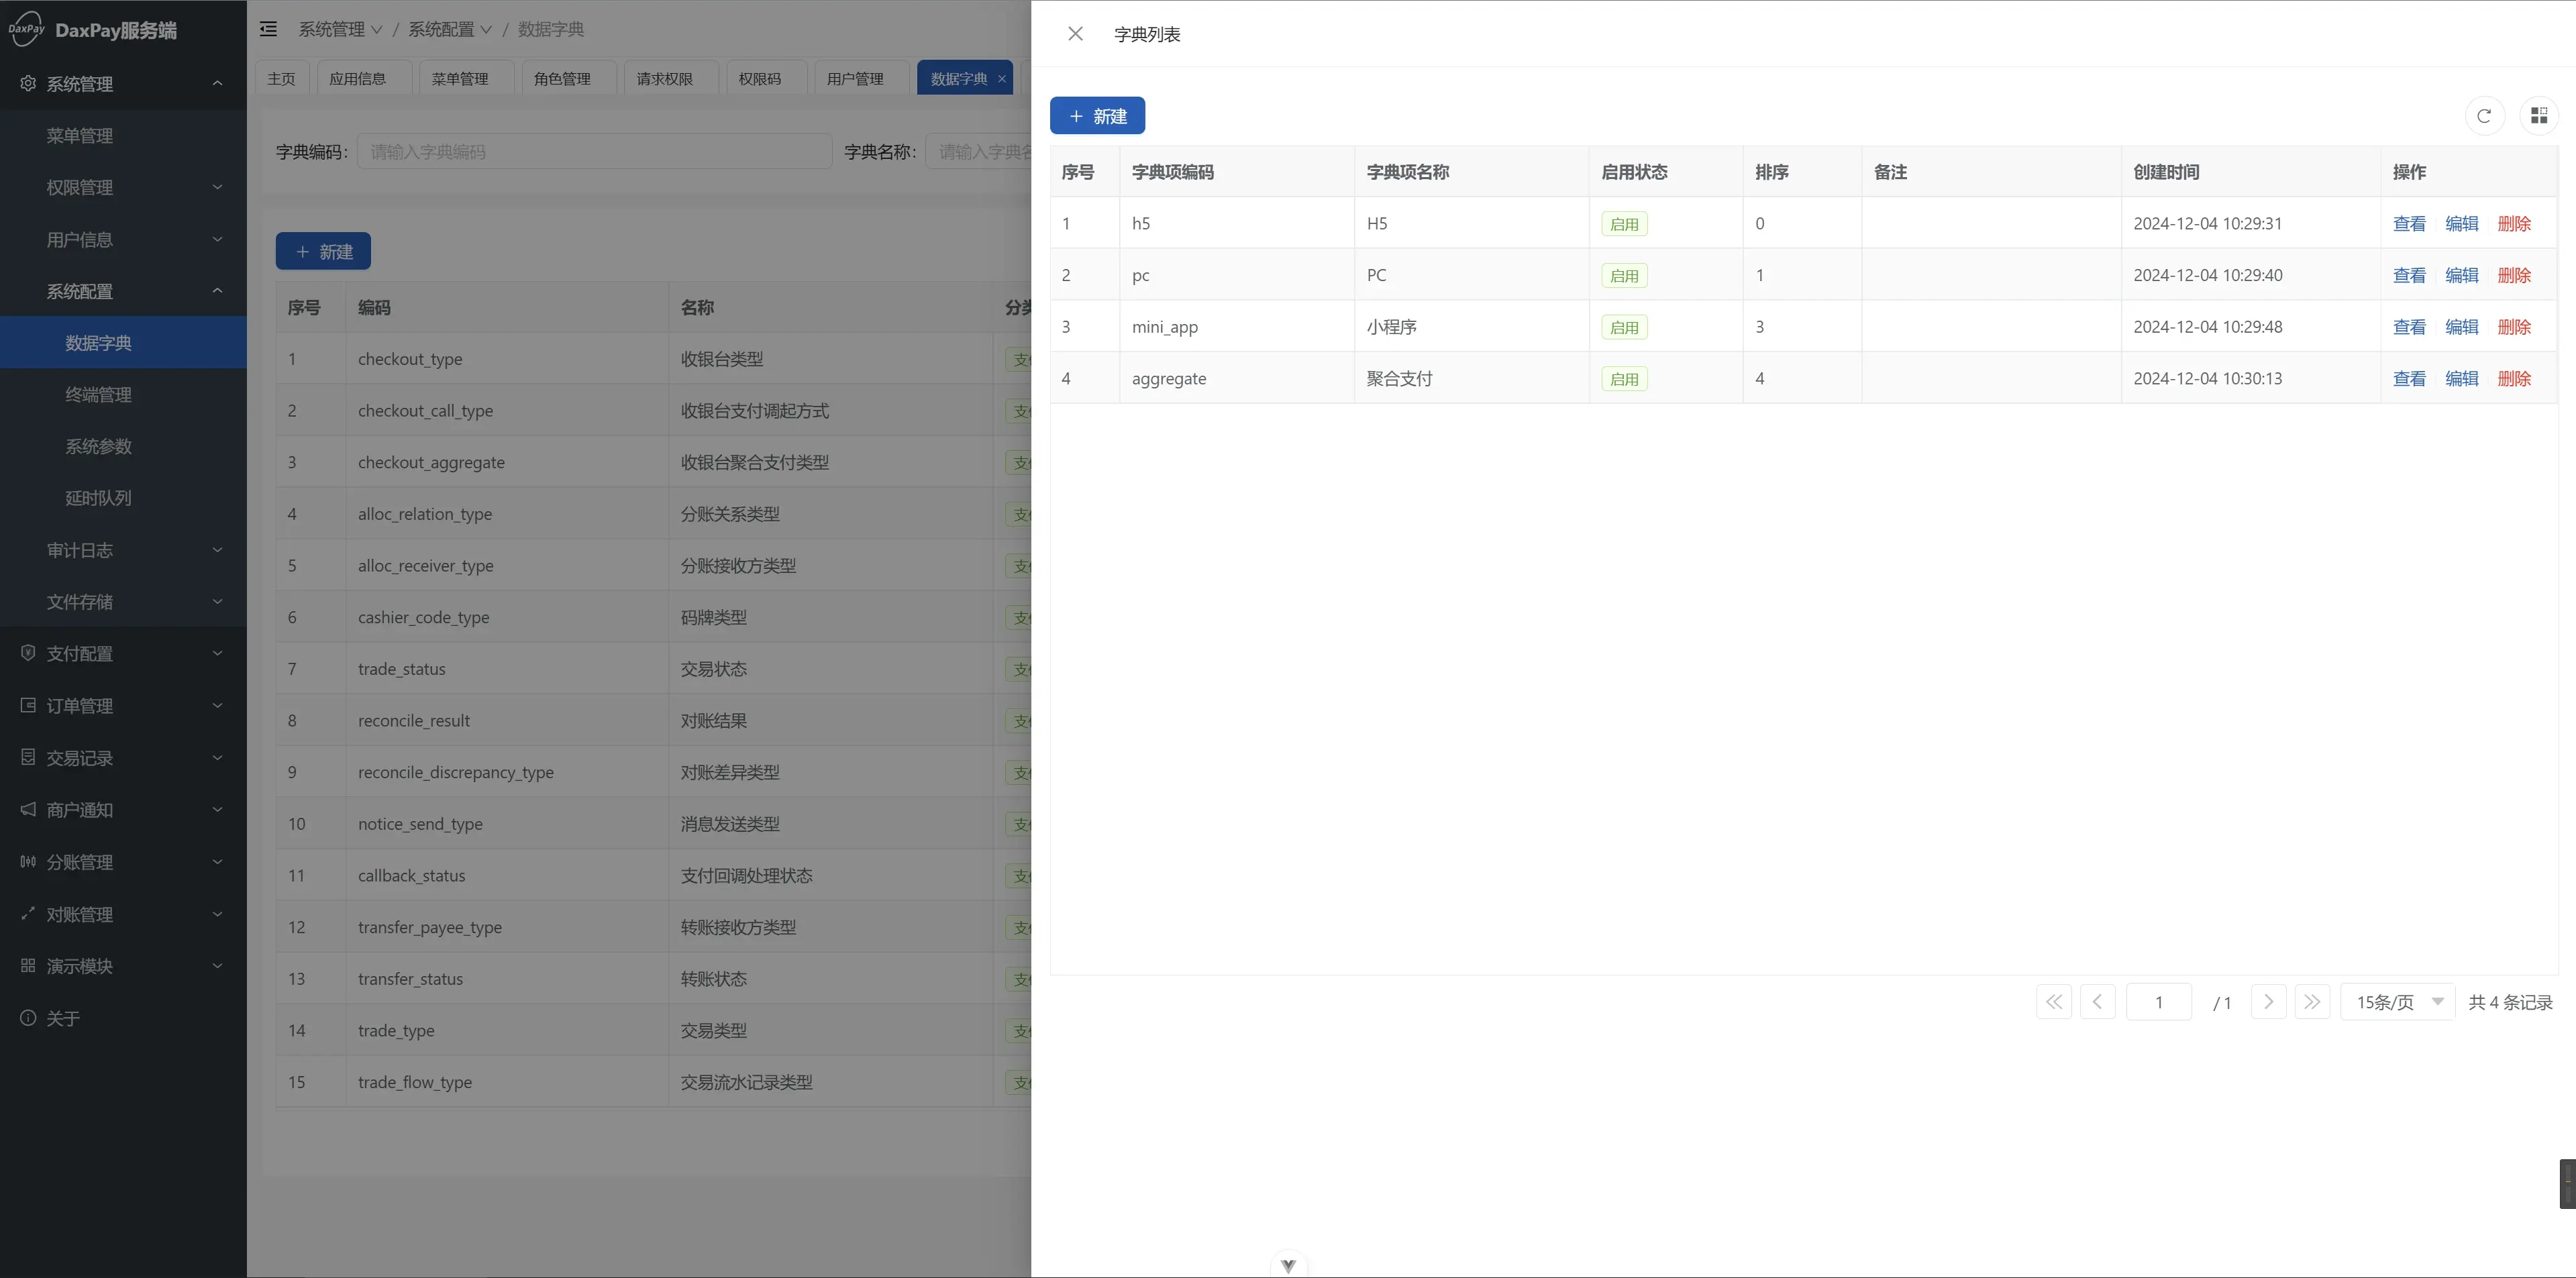 DaxPay
DaxPay服务端
系统管理
菜单管理
权限管理
用户信息
系统配置
数据字典
终端管理
系统参数
延时队列
审计日志
文件存储
支付配置
订单管理
交易记录
商户通知
分账管理
对账管理
演示模块
关于
系统管理 / 系统配置 / 数据字典
主页 应用信息 菜单管理 角色管理 请求权限 权限码 用户管理 数据字典 ×
字典编码: 请输入字典编码 字典名称: 请输入字典名
+ 新建
序号 编码 名称 分类
1 checkout_type 收银台类型 支
2 checkout_call_type 收银台支付调起方式 支
3 checkout_aggregate 收银台聚合支付类型 支
4 alloc_relation_type 分账关系类型 支
5 alloc_receiver_type 分账接收方类型 支
6 cashier_code_type 码牌类型 支
7 trade_status 交易状态 支
8 reconcile_result 对账结果 支
9 reconcile_discrepancy_type 对账差异类型 支
10 notice_send_type 消息发送类型 支
11 callback_status 支付回调处理状态 支
12 transfer_payee_type 转账接收方类型 支
13 transfer_status 转账状态 支
14 trade_type 交易类型 支
15 trade_flow_type 交易流水记录类型 支
字典列表
+ 新建
序号 字典项编码 字典项名称 启用状态 排序 备注 创建时间 操作
1 h5 H5 启用 0 2024-12-04 10:29:31 查看 编辑 删除
2 pc PC 启用 1 2024-12-04 10:29:40 查看 编辑 删除
3 mini_app 小程序 启用 3 2024-12-04 10:29:48 查看 编辑 删除
4 aggregate 聚合支付 启用 4 2024-12-04 10:30:13 查看 编辑 删除
1 / 1 15条/页 共 4 条记录